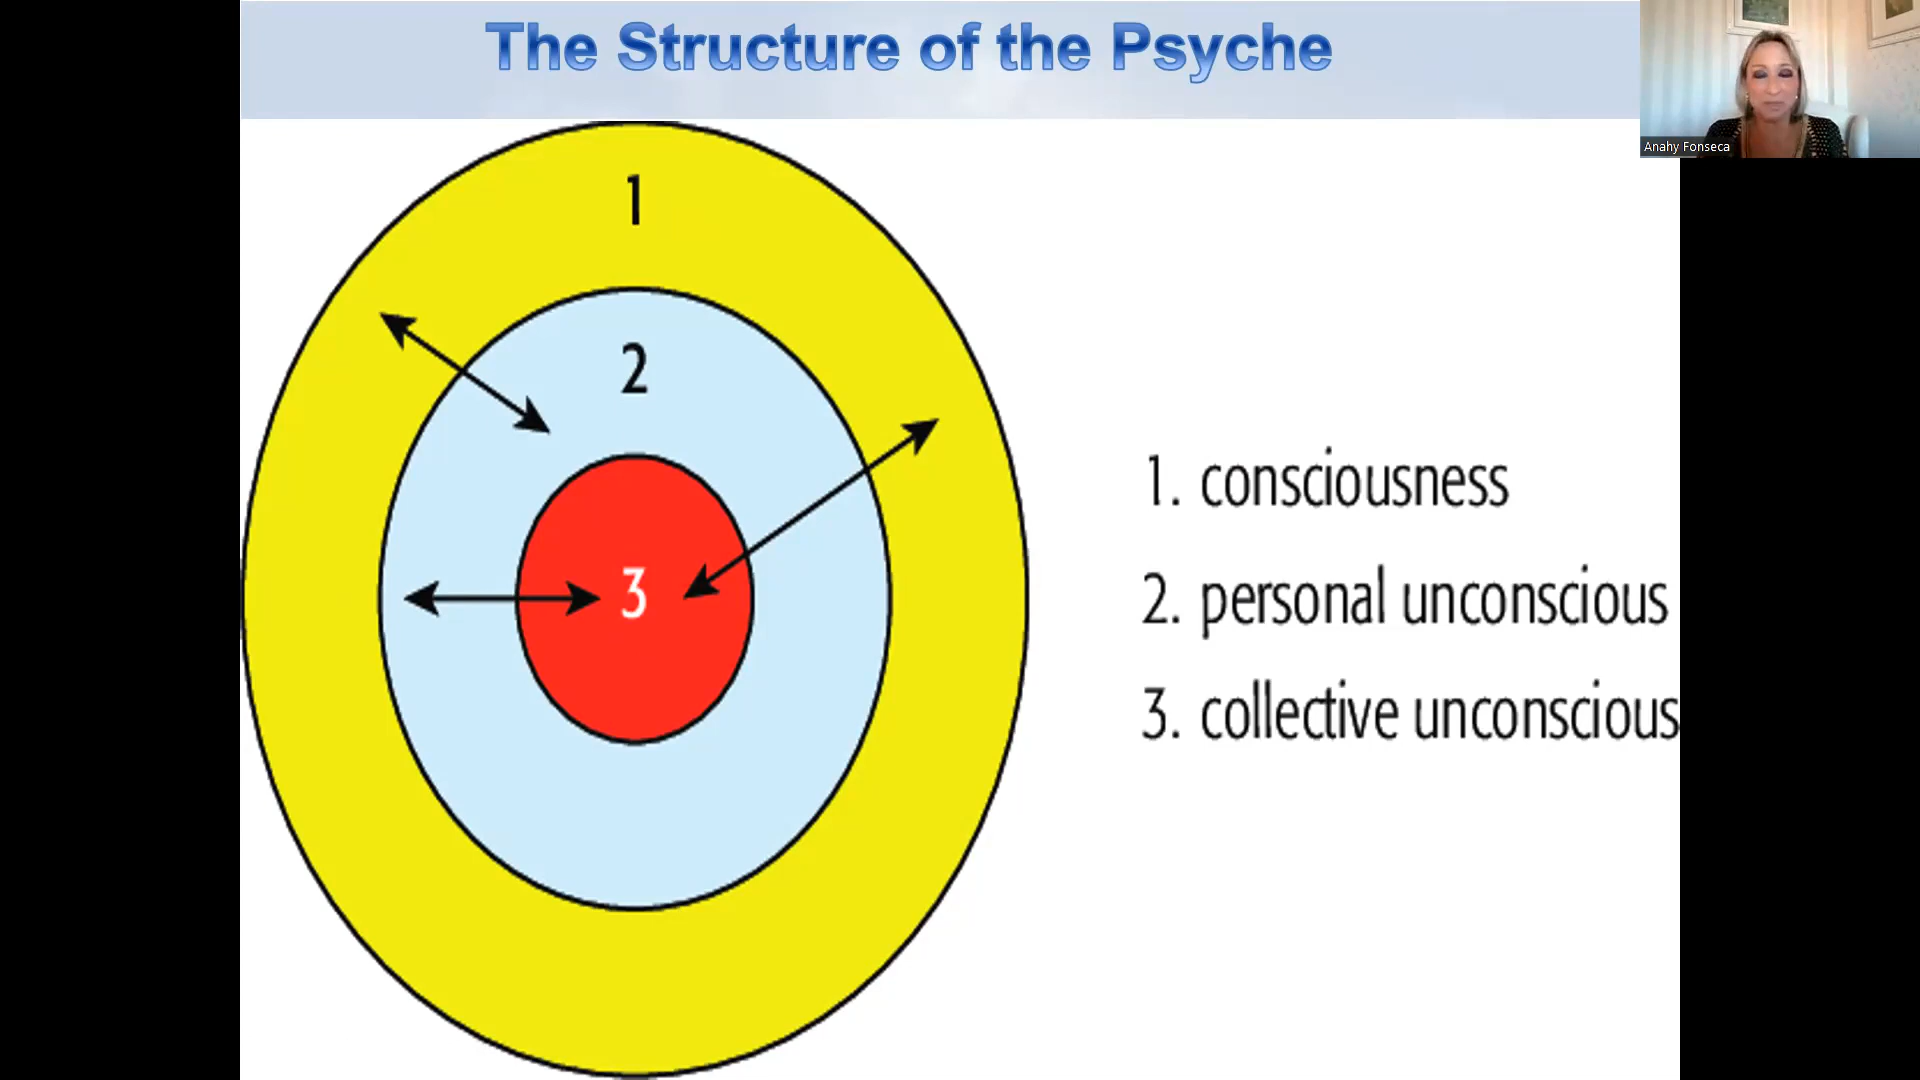 The Structure of the Psyche
Anahy Fonseca
1
2
3
1. consciousness
2. personal unconscious
3. collective unconscious